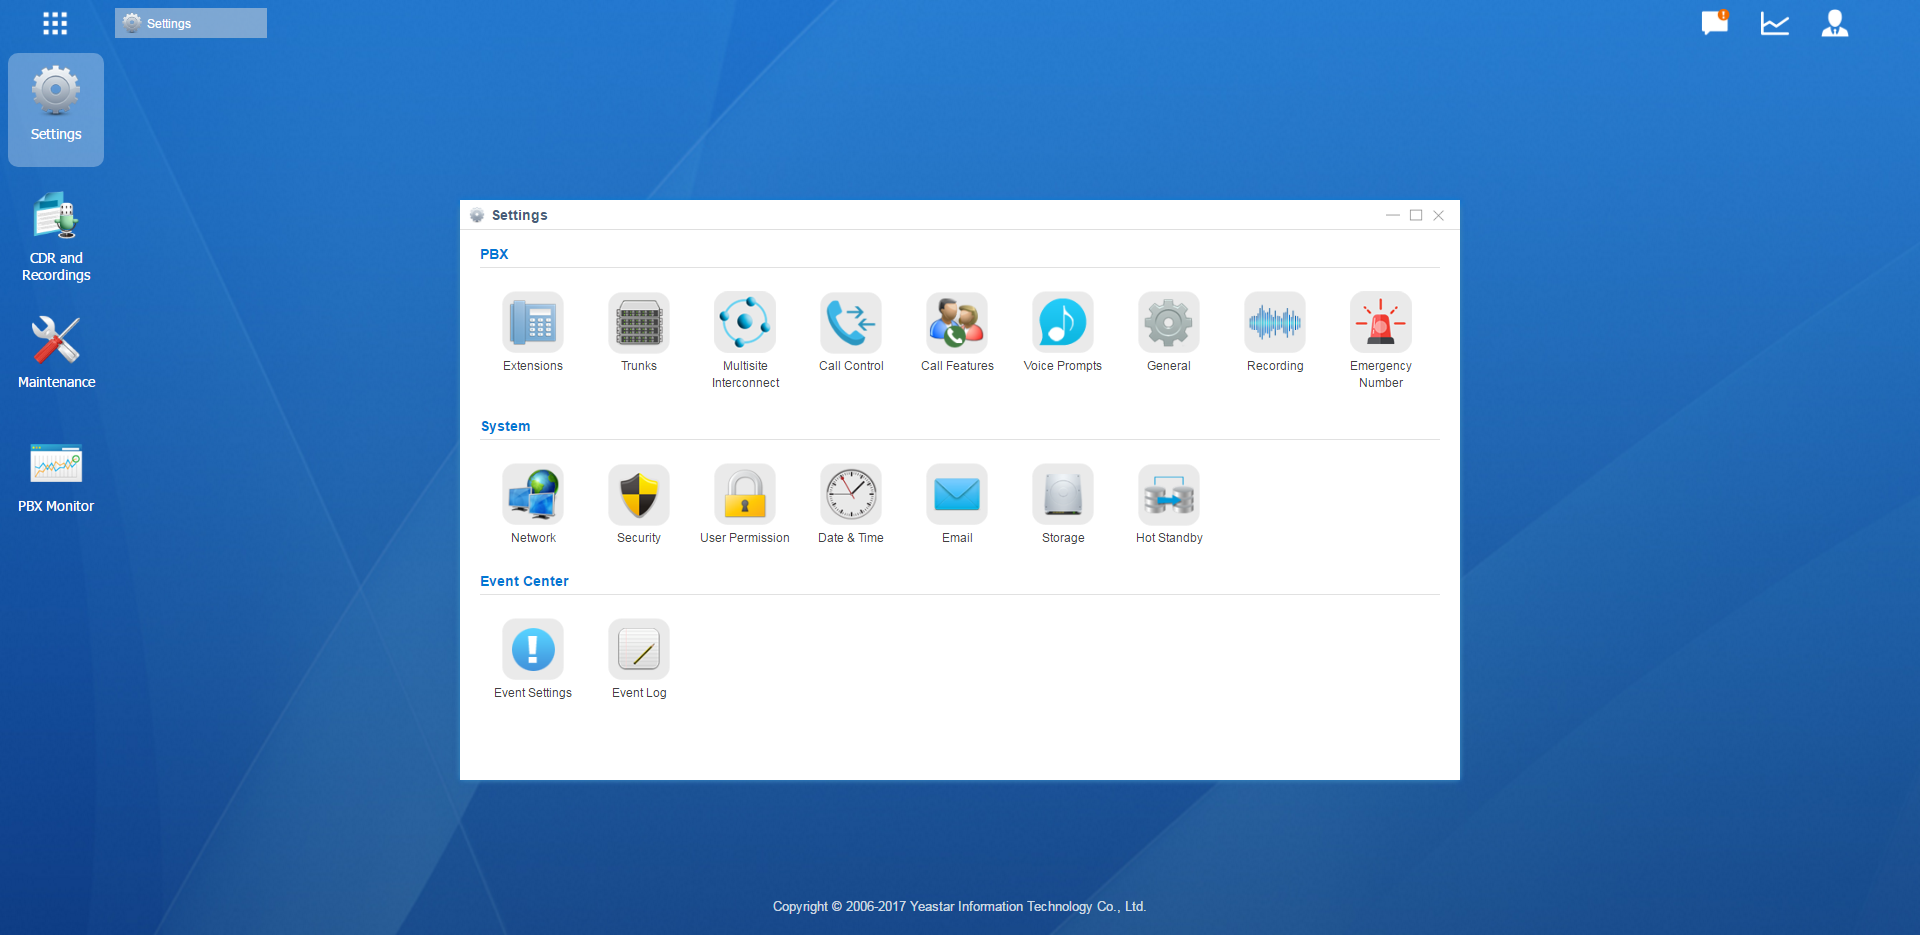 Settings
Settings
CDR and
Recordings
Maintenance
PBX Monitor
Settings
PBX
Extensions
Trunks
Multisite
Interconnect
Call Control
Call Features
Voice Prompts
General
Recording
Emergency
Number
System
Network
Security
User Permission
Date & Time
Email
Storage
Hot Standby
Event Center
Event Settings
Event Log
Copyright © 2006-2017 Yeastar Information Technology Co., Ltd.